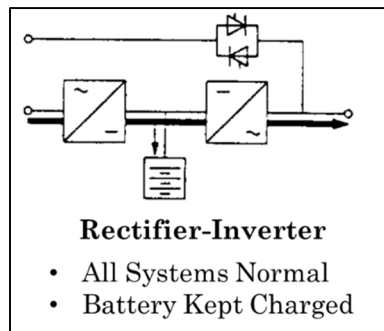 Rectifier-Inverter
• All Systems Normal
• Battery Kept Charged